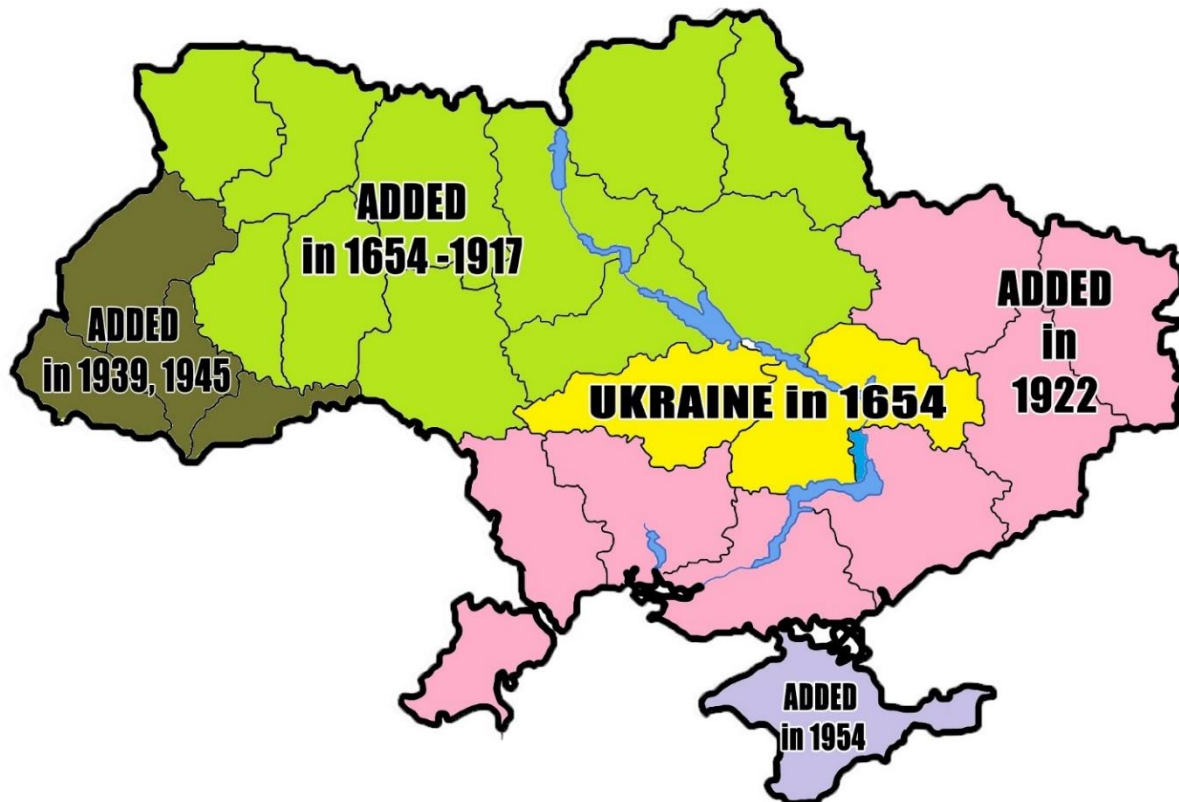 ADDED
in 1654 -1917
ADDED
in 1939, 1945
UKRAINE in 1654
ADDED
in
1922
ADDED
in 1954